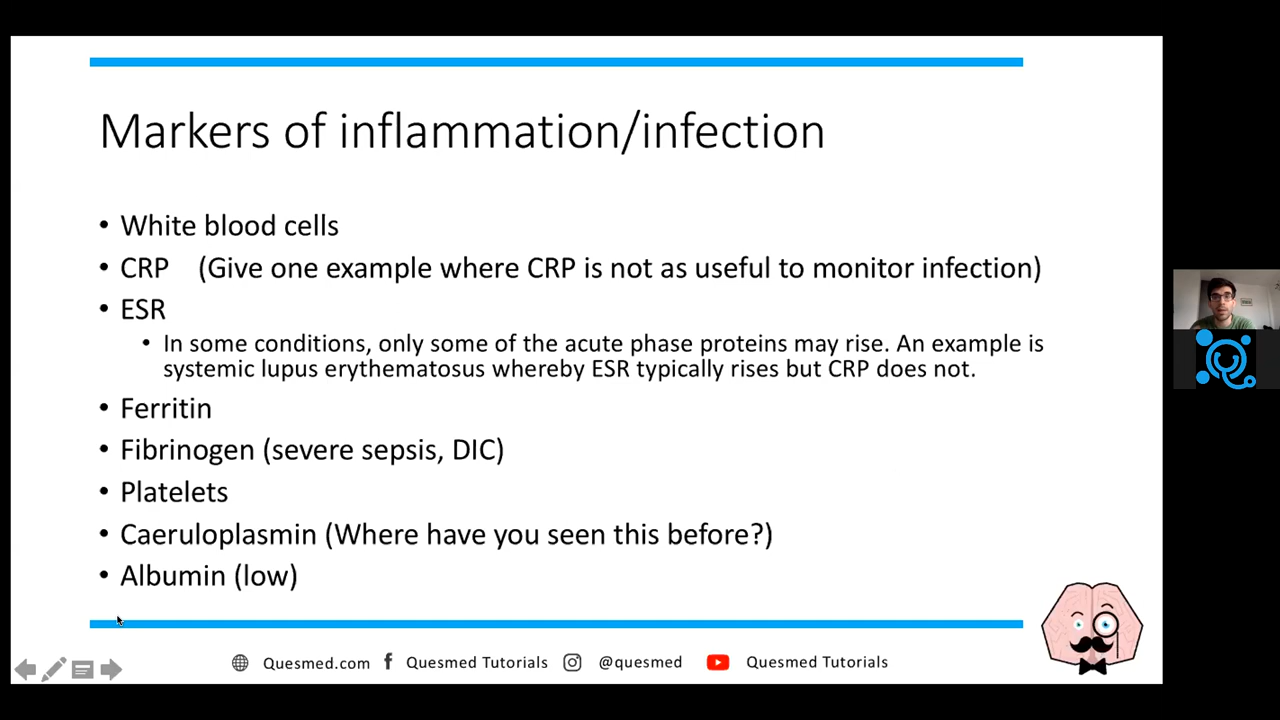 Markers of inflammation/infection
• White blood cells
• CRP (Give one example where CRP is not as useful to monitor infection)
• ESR
• In some conditions, only some of the acute phase proteins may rise. An example is
systemic lupus erythematosus whereby ESR typically rises but CRP does not.
• Ferritin
• Fibrinogen (severe sepsis, DIC)
• Platelets
• Caeruloplasmin (Where have you seen this before?)
• Albumin (low)
Quesmed.com Quesmed Tutorials @quesmed Quesmed Tutorials